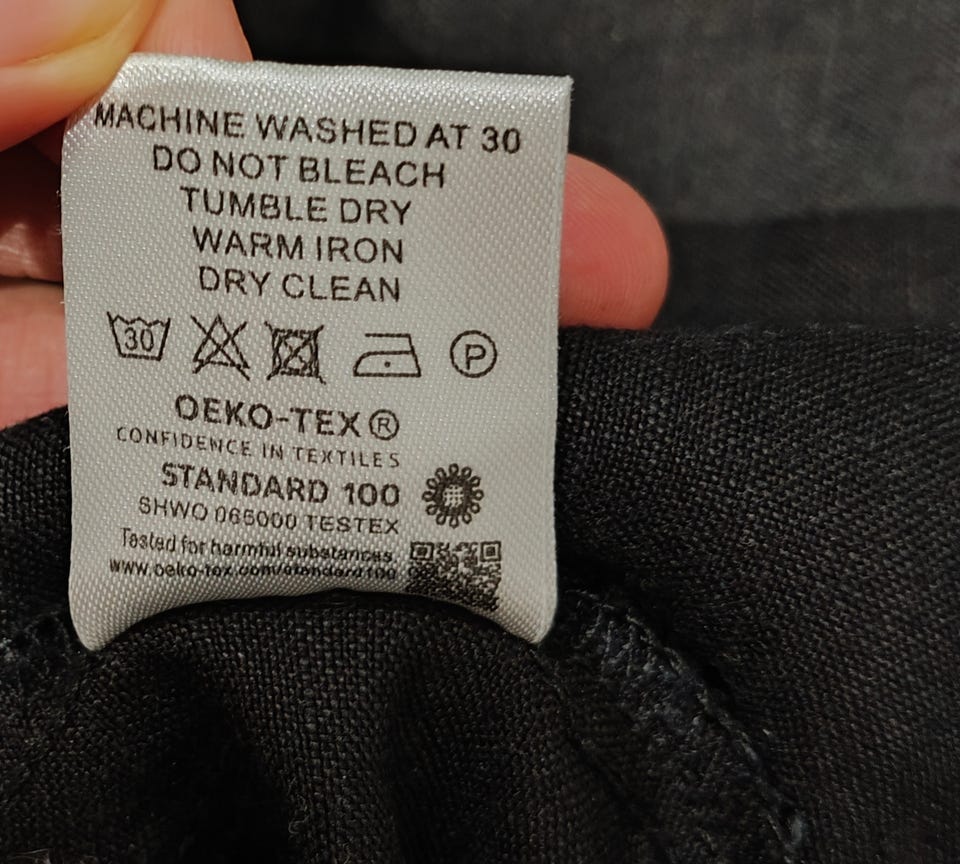 MACHINE WASHED AT 30
DO NOT BLEACH
TUMBLE DRY
WARM IRON
DRY CLEAN
30 P
OEKO-TEX®
CONFIDENCE IN TEXTILES
STANDARD 100
SHWO 065000 TESTEX
Tested for harmful substances.
www.oeko-tex.com/standard100